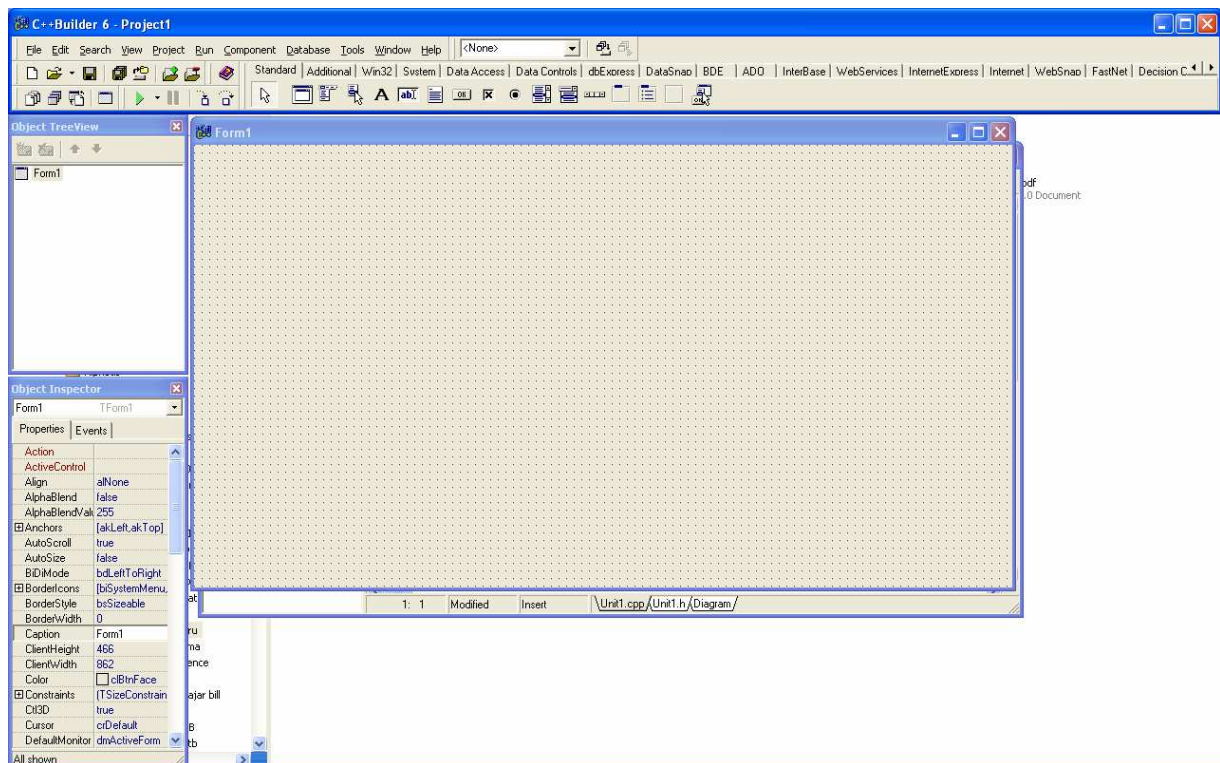 C++Builder 6 - Project1
File Edit Search View Project Run Component Database Tools Window Help <None>
Standard Additional Win32 System Data Access Data Controls dbExpress DataSnap BDE ADO InterBase WebServices InternetExpress Internet WebSnap FastNet Decision C
Object TreeView
Form1
Form1
pdf
.0 Document
Object Inspector
Form1 TForm1
Properties Events
Action
ActiveControl
Align alNone
AlphaBlend false
AlphaBlendVal 255
Anchors [akLeft,akTop]
AutoScroll true
AutoSize false
BiDiMode bdLeftToRight
BorderIcons [biSystemMenu,
BorderStyle bsSizeable
BorderWidth 0
Caption Form1
ClientHeight 466
ClientWidth 862
Color clBtnFace
Constraints (TSizeConstrain
Ctl3D true
Cursor crDefault
DefaultMonitor dmActiveForm
All shown
1: 1 Modified Insert Unit1.cpp Unit1.h Diagram
ru
ma
ence
ajar bill
B
tb